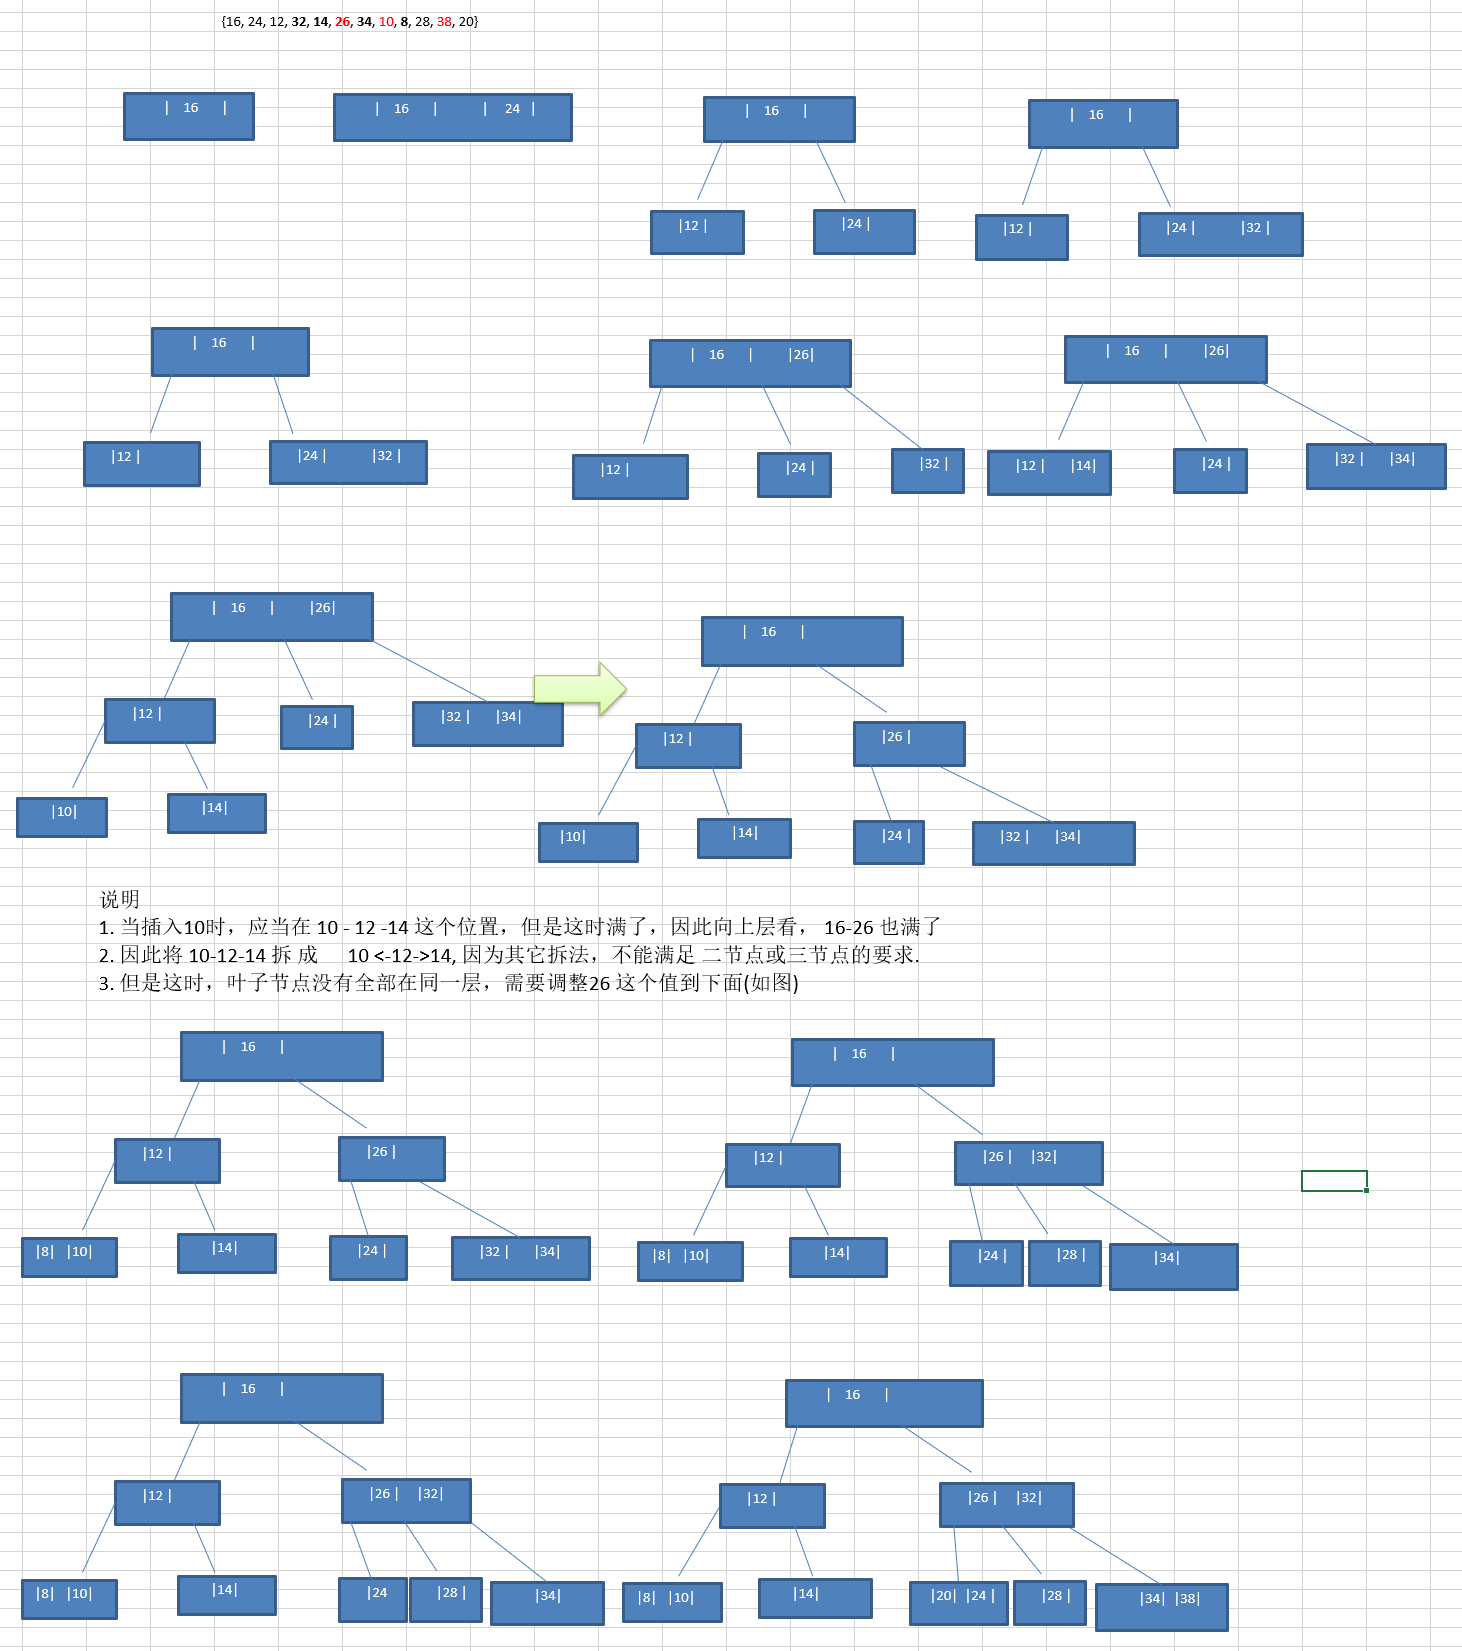 {16, 24, 12, 32, 14, 26, 34, 10, 8, 28, 38, 20}
| 16 |
| 16 | | 24 |
| 16 |
| 16 |
|12 |
|24 |
|12 |
|24 | |32 |
| 16 |
| 16 | |26|
| 16 | |26|
|12 |
|24 | |32 |
|12 |
|24 |
|32 |
|12 | |14|
|24 |
|32 | |34|
| 16 | |26|
| 16 |
|12 |
|24 |
|32 | |34|
|12 |
|26 |
|10|
|14|
|10|
|14|
|24 |
|32 | |34|
说明
1. 当插入10时，应当在 10 - 12 -14 这个位置，但是这时满了，因此向上层看， 16-26 也满了
2. 因此将 10-12-14 拆 成 10 <-12->14, 因为其它拆法，不能满足 二节点或三节点的要求.
3. 但是这时，叶子节点没有全部在同一层，需要调整26 这个值到下面(如图)
| 16 |
| 16 |
|12 |
|26 |
|12 |
|26 | |32|
|8| |10|
|14|
|24 |
|32 | |34|
|8| |10|
|14|
|24 |
|28 |
|34|
| 16 |
| 16 |
|12 |
|26 | |32|
|12 |
|26 | |32|
|8| |10|
|14|
|24
|28 |
|34|
|8| |10|
|14|
|20| |24 |
|28 |
|34| |38|